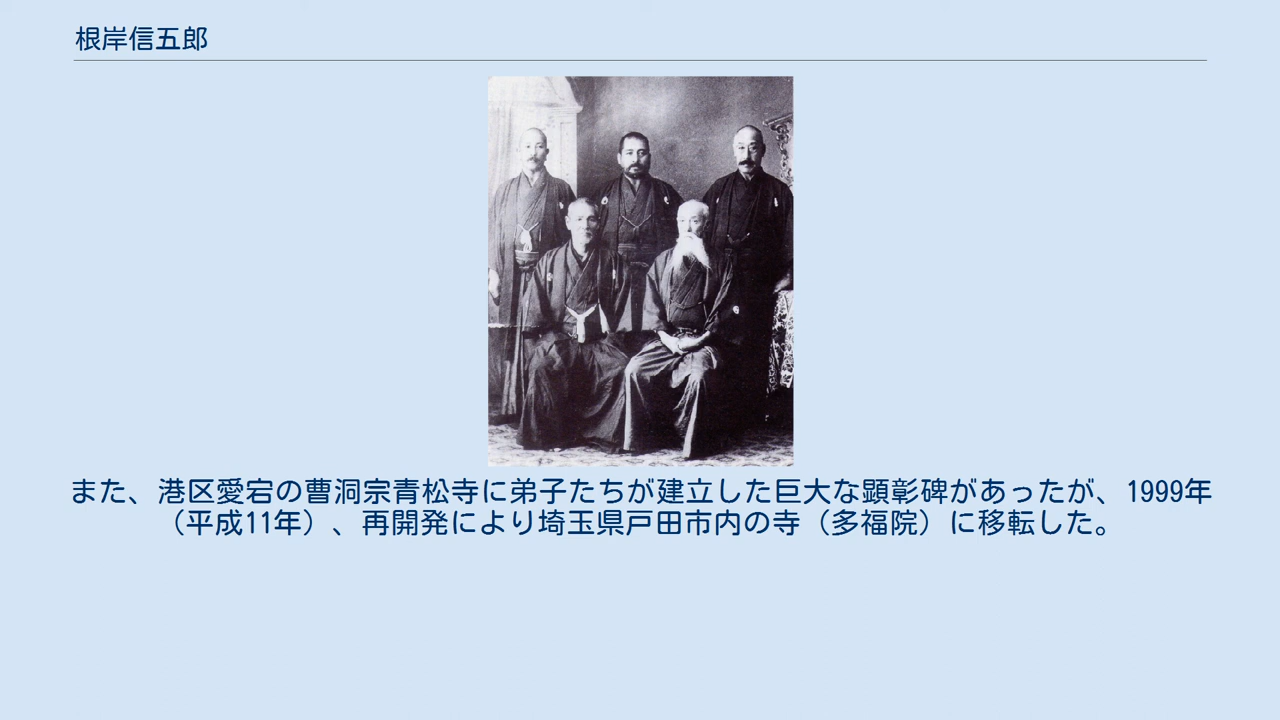 根岸信五郎
また、港区愛宕の曹洞宗青松寺に弟子たちが建立した巨大な顕彰碑があったが、1999年
（平成11年）、再開発により埼玉県戸田市内の寺（多福院）に移転した。